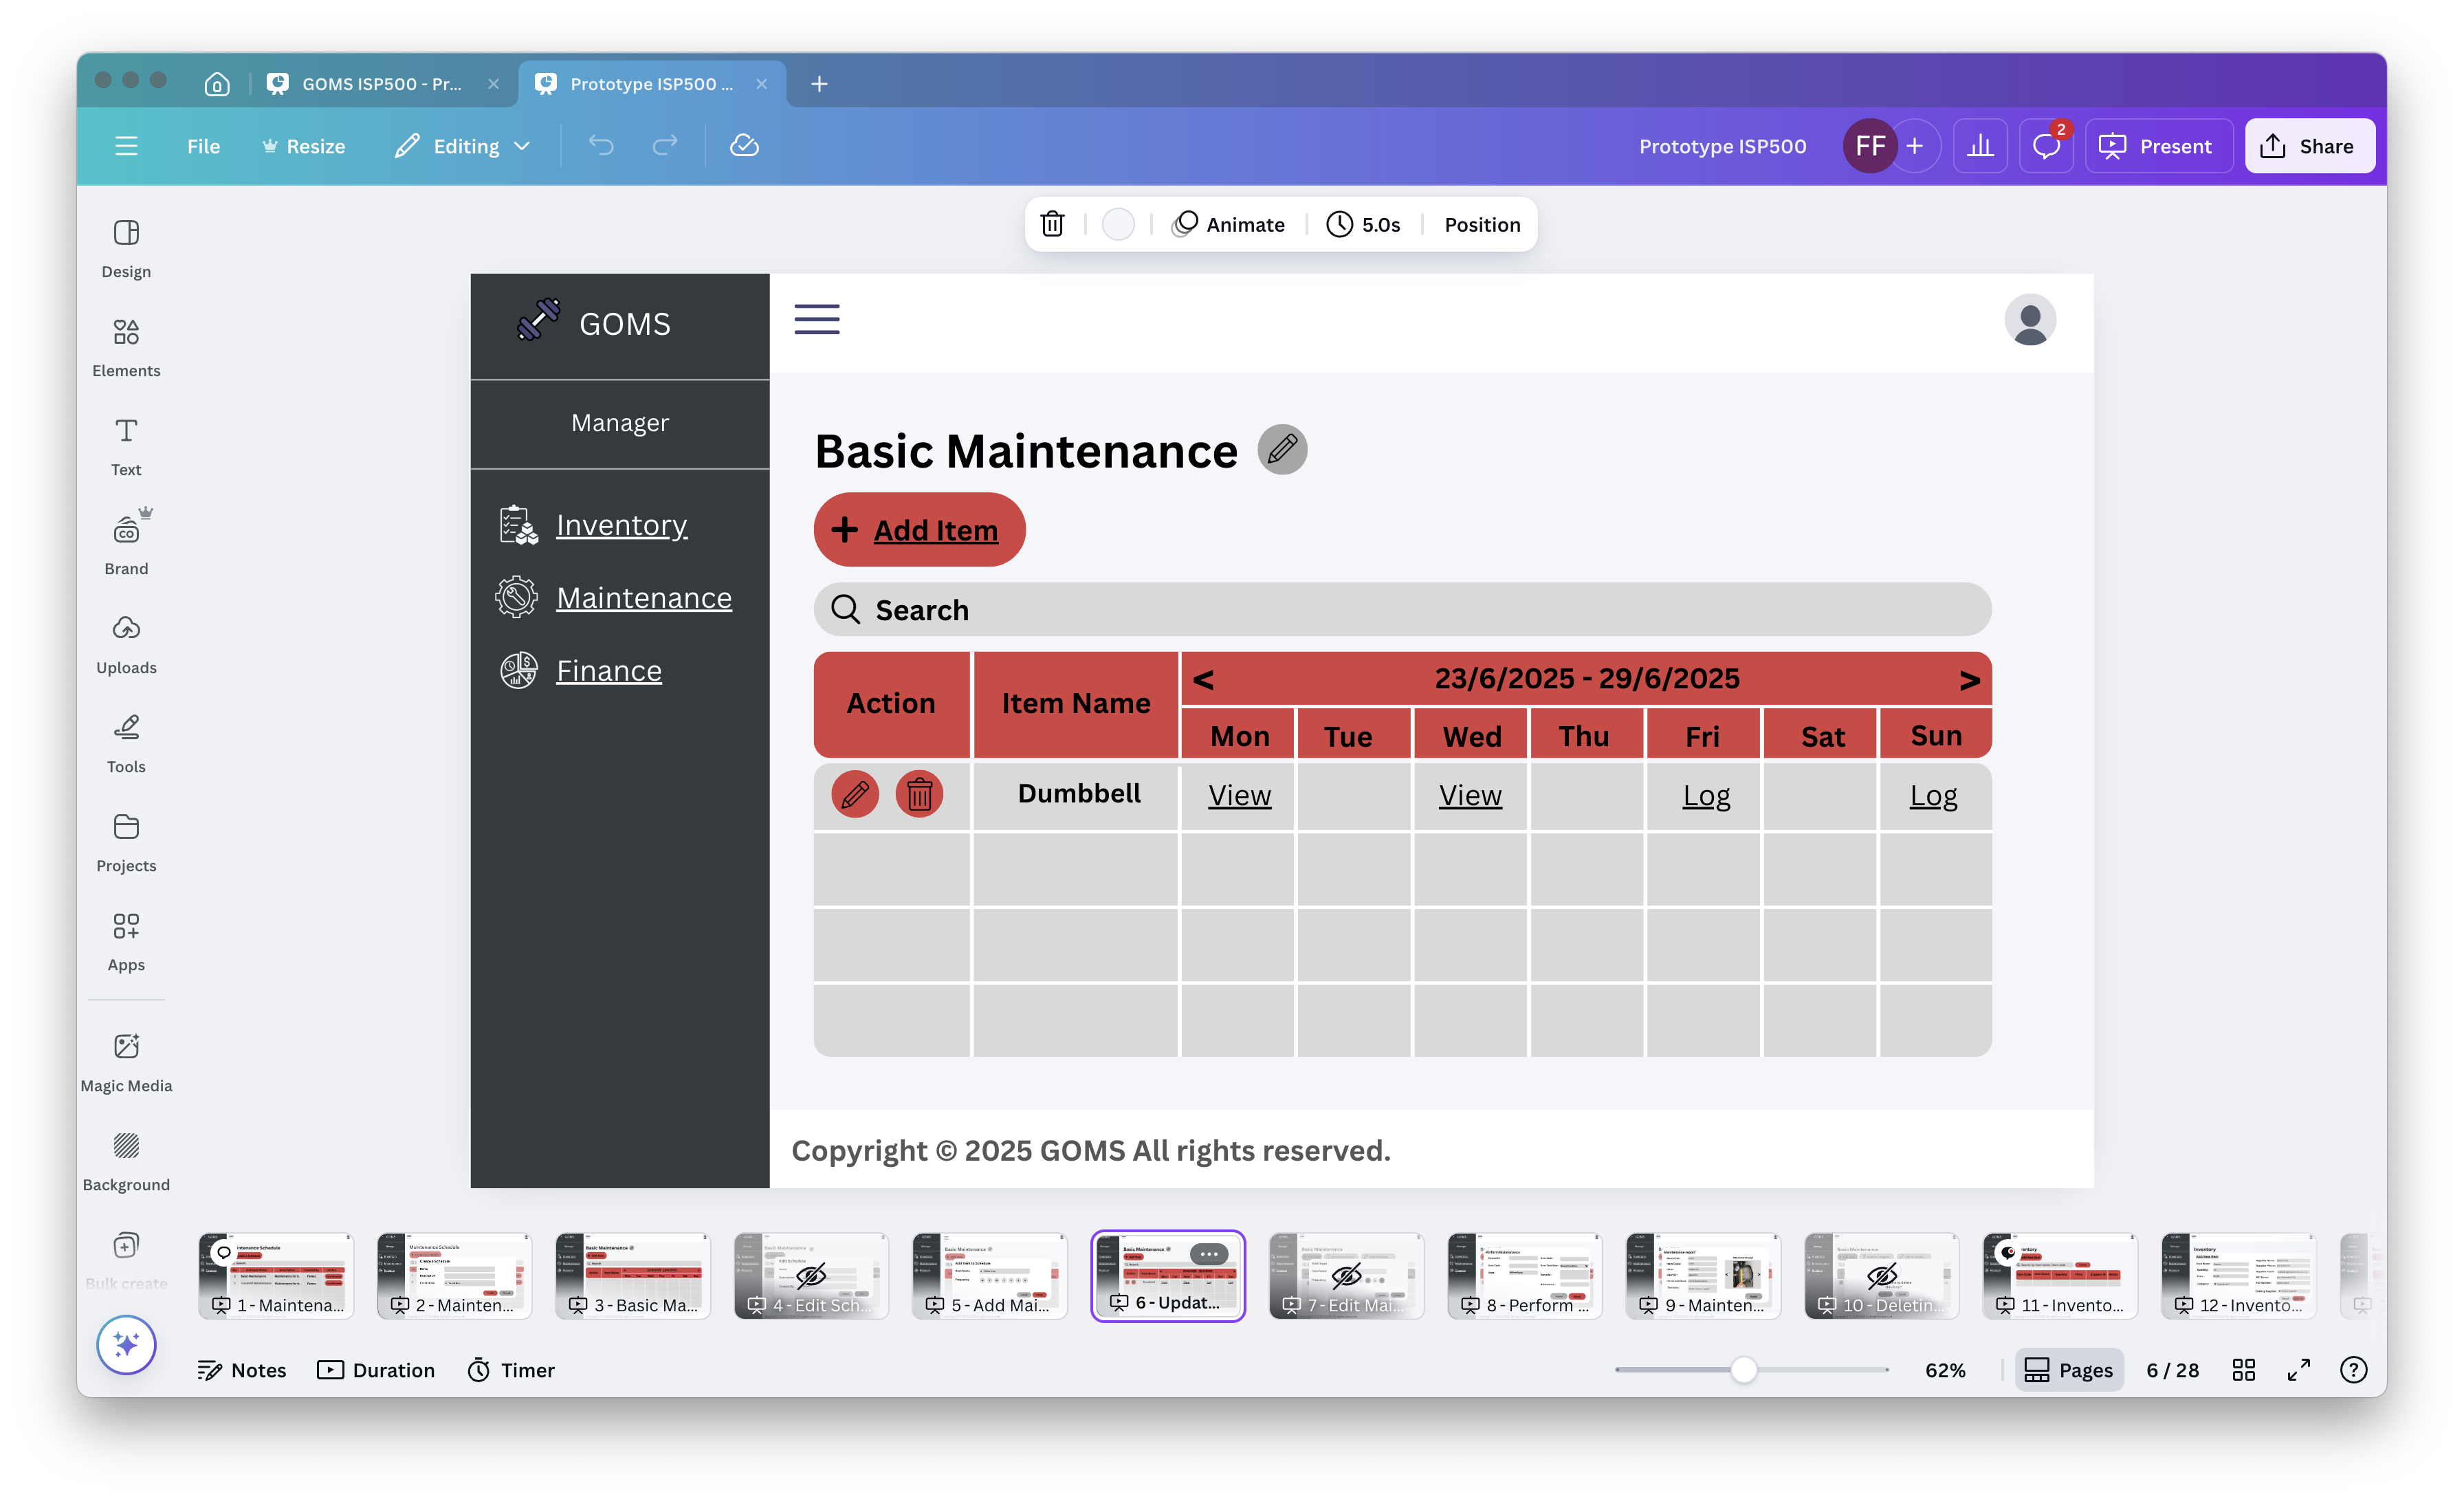 GOMS ISP500 - Pr...
Prototype ISP500 ...
File
Resize
Editing
Prototype ISP500
FF
2
Present
Share
Animate
5.0s
Position
Design
Elements
Text
Brand
Uploads
Tools
Projects
Apps
Magic Media
Background
Bulk create
GOMS
Manager
Inventory
Maintenance
Finance
Basic Maintenance
Add Item
Search
Action
Item Name
< 23/6/2025 - 29/6/2025 >
Mon Tue Wed Thu Fri Sat Sun
Dumbbell View View Log Log
Copyright © 2025 GOMS All rights reserved.
1 - Maintena...
2 - Mainten...
3 - Basic Ma...
4 - Edit Sch...
5 - Add Mai...
6 - Updat...
7 - Edit Mai...
8 - Perform ...
9 - Mainten...
10 - Deletin...
11 - Invento...
12 - Invento...
Notes
Duration
Timer
62%
Pages
6 / 28